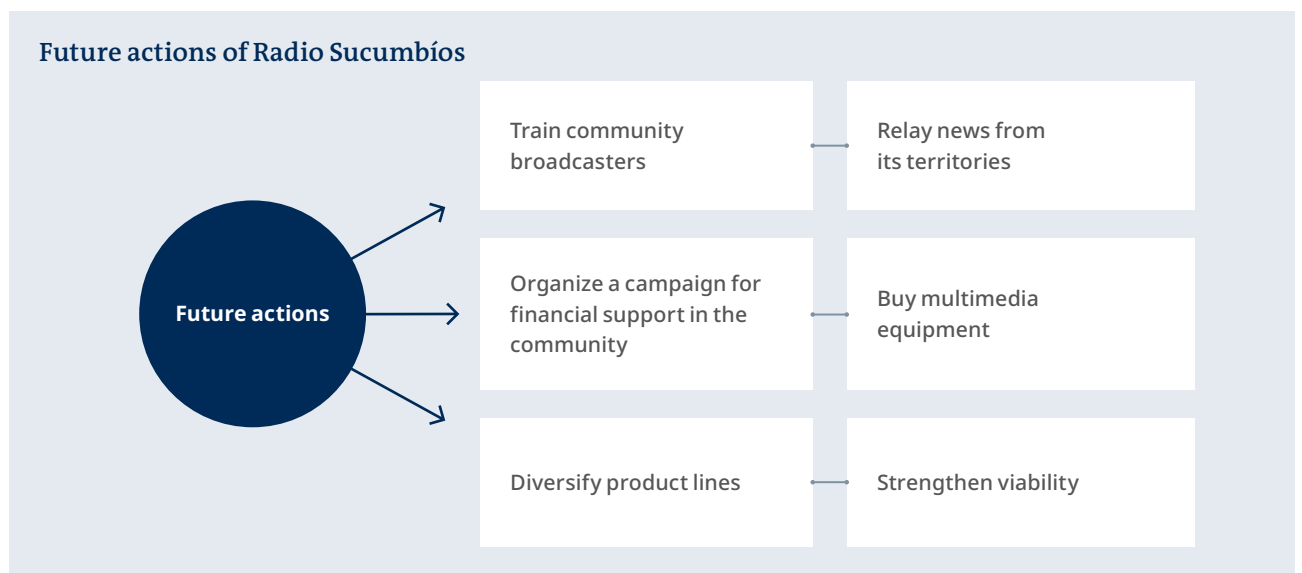 Future actions of Radio Sucumbíos
Train community
broadcasters
Relay news from
its territories
Future actions
Organize a campaign for
financial support in the
community
Buy multimedia
equipment
Diversify product lines
Strengthen viability